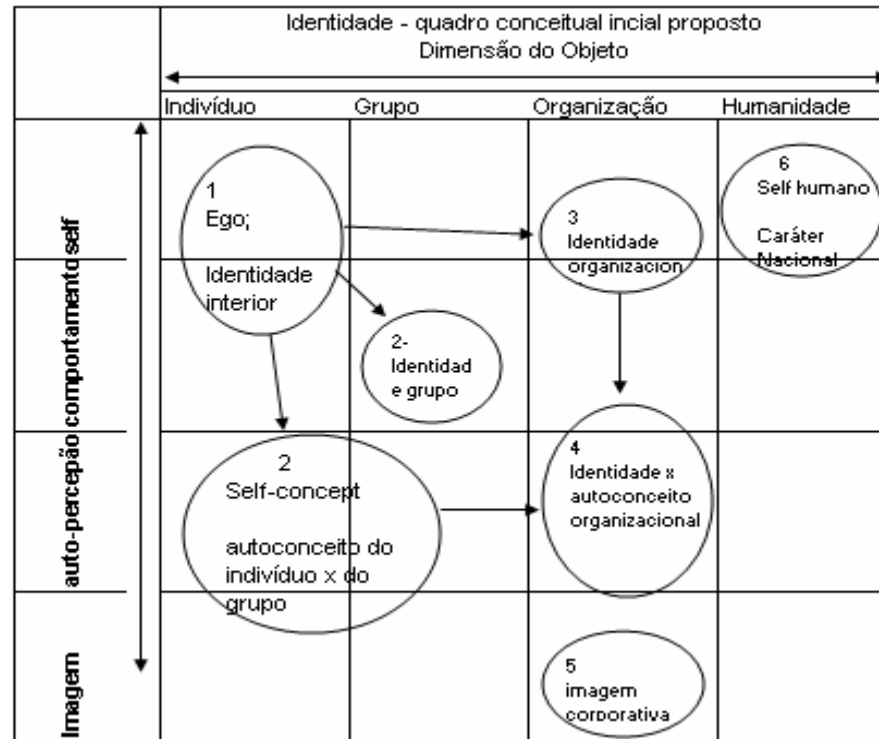 Identidade - quadro conceitual incial proposto
Dimensão do Objeto
Indivíduo
Grupo
Organização
Humanidade
self
comportamento
auto-percepão
Imagem
1
Ego;
Identidade
interior
2-
Identidad
e grupo
3
Identidade
organizacion
6
Self humano
Caráter
Nacional
2
Self-concept
autoconceito do
indivíduo x do
grupo
4
Identidade x
autoconceito
organizacional
5
imagem
corporativa